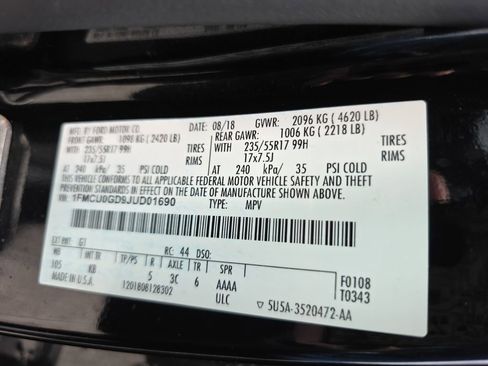 MFD. BY FORD MOTOR CO. DATE: 08/18 GVWR: 2096 KG ( 4620 LB)
FRONT GAWR: 1098 KG ( 2420 LB) REAR GAWR: 1006 KG ( 2218 LB)
235/55R17 99H TIRES WITH 235/55R17 99H TIRES
17x7.5J RIMS 17x7.5J RIMS
AT 240 kPa/ 35 PSI COLD AT 240 kPa/ 35 PSI COLD
THIS VEHICLE CONFORMS TO ALL APPLICABLE FEDERAL MOTOR VEHICLE SAFETY AND THEFT
PREVENTION STANDARDS IN EFFECT ON THE DATE OF MANUFACTURE SHOWN ABOVE.
VIN: 1FMCU0GD9JUD01690 TYPE: MPV
EXT PNT: G1 RC: 44 DSO:
WB TP/PS R AXLE TR SPR
105 KB 5 3C 6 AAAA F0108
MADE IN U.S.A. ULC T0343
1201808128302 5U5A-3520472-AA